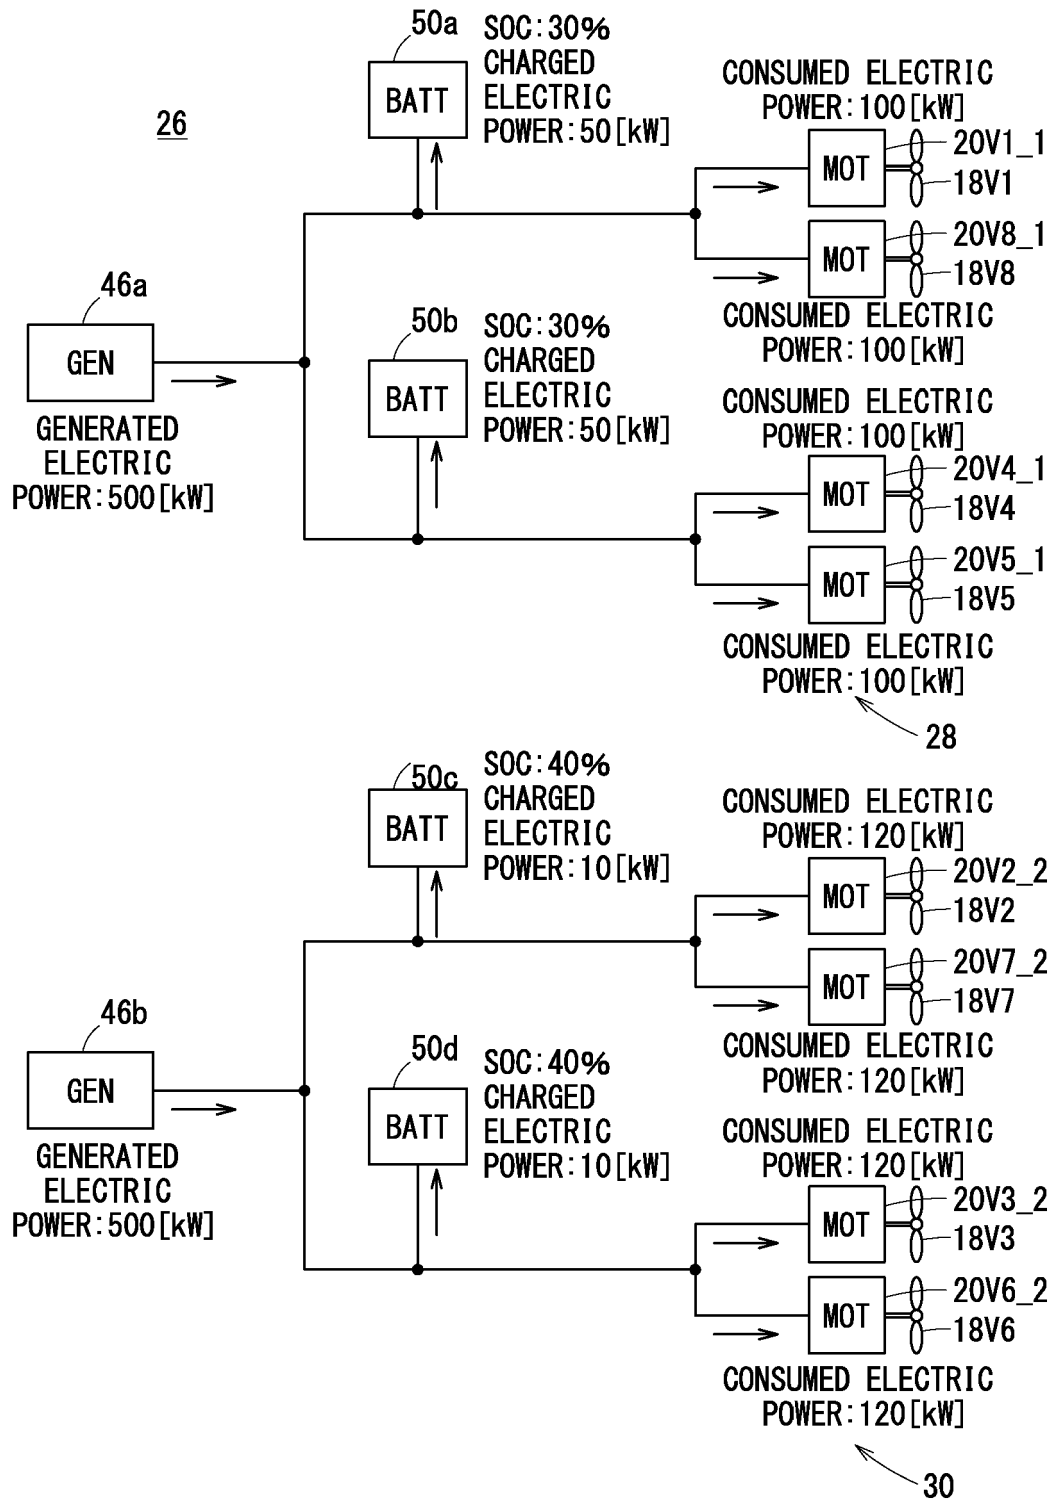 26
50a
SOC:30%
CHARGED
ELECTRIC
POWER:50[kW]
BATT
CONSUMED ELECTRIC
POWER:100[kW]
MOT
20V1_1
18V1
MOT
20V8_1
18V8
CONSUMED ELECTRIC
POWER:100[kW]
46a
GEN
GENERATED
ELECTRIC
POWER:500[kW]
50b
SOC:30%
CHARGED
ELECTRIC
POWER:50[kW]
BATT
CONSUMED ELECTRIC
POWER:100[kW]
MOT
20V4_1
18V4
MOT
20V5_1
18V5
CONSUMED ELECTRIC
POWER:100[kW]
28
50c
SOC:40%
CHARGED
ELECTRIC
POWER:10[kW]
BATT
CONSUMED ELECTRIC
POWER:120[kW]
MOT
20V2_2
18V2
MOT
20V7_2
18V7
CONSUMED ELECTRIC
POWER:120[kW]
46b
GEN
GENERATED
ELECTRIC
POWER:500[kW]
50d
SOC:40%
CHARGED
ELECTRIC
POWER:10[kW]
BATT
CONSUMED ELECTRIC
POWER:120[kW]
MOT
20V3_2
18V3
MOT
20V6_2
18V6
CONSUMED ELECTRIC
POWER:120[kW]
30